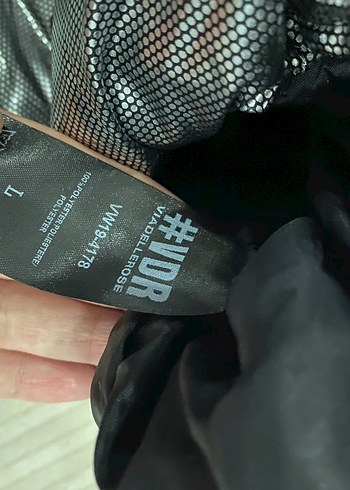 #VDR
VIADELLEROSE
VW19-4178
100%POLYESTER/POLIESTERE/
POLYESTER
L